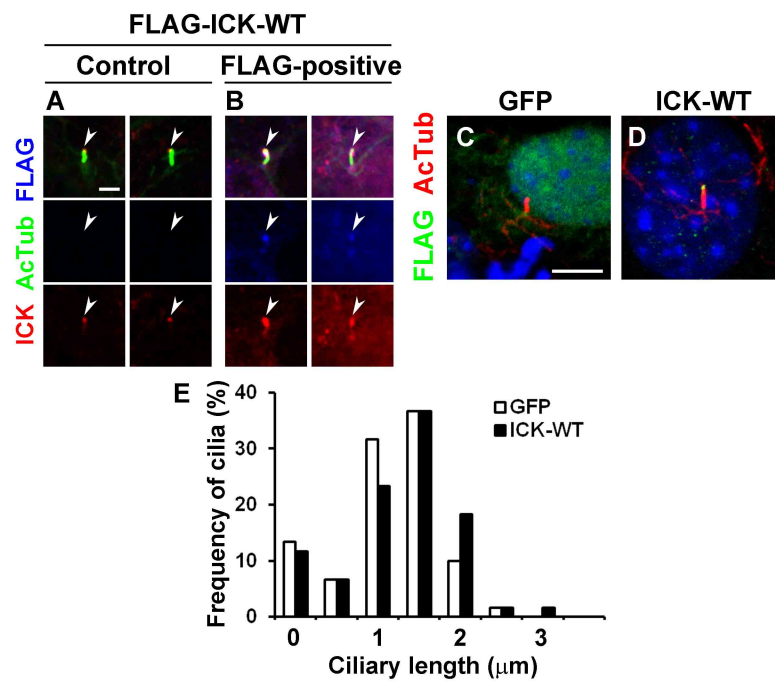 FLAG-ICK-WT
Control FLAG-positive
A B
FLAG
AcTub
ICK
GFP ICK-WT
C D
AcTub
FLAG
E
Frequency of cilia (%)
40
30
20
10
0
GFP
ICK-WT
0 1 2 3
Ciliary length (μm)